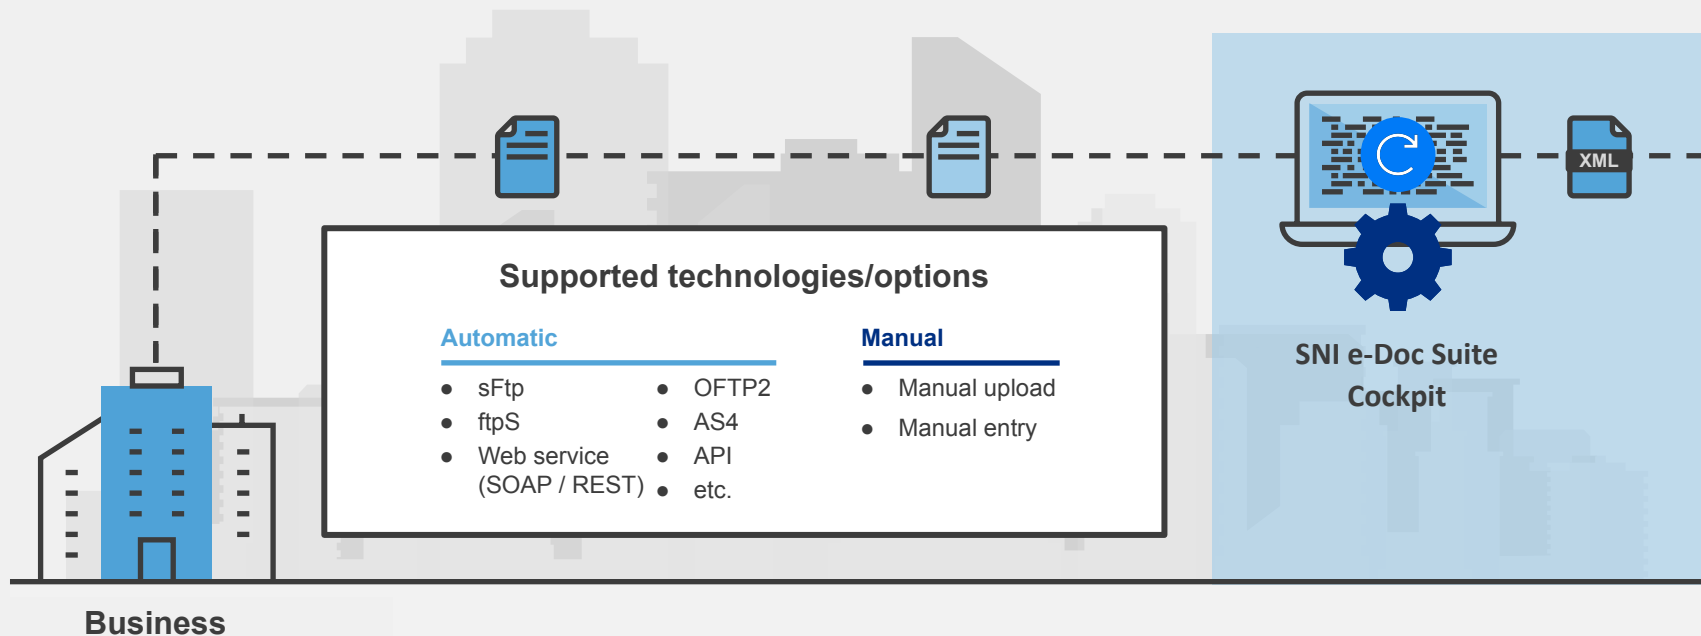 XML
Supported technologies/options
Automatic
● sFtp
● ftpS
● Web service
(SOAP / REST)
● OFTP2
● AS4
● API
● etc.
Manual
● Manual upload
● Manual entry
SNI e-Doc Suite
Cockpit
Business